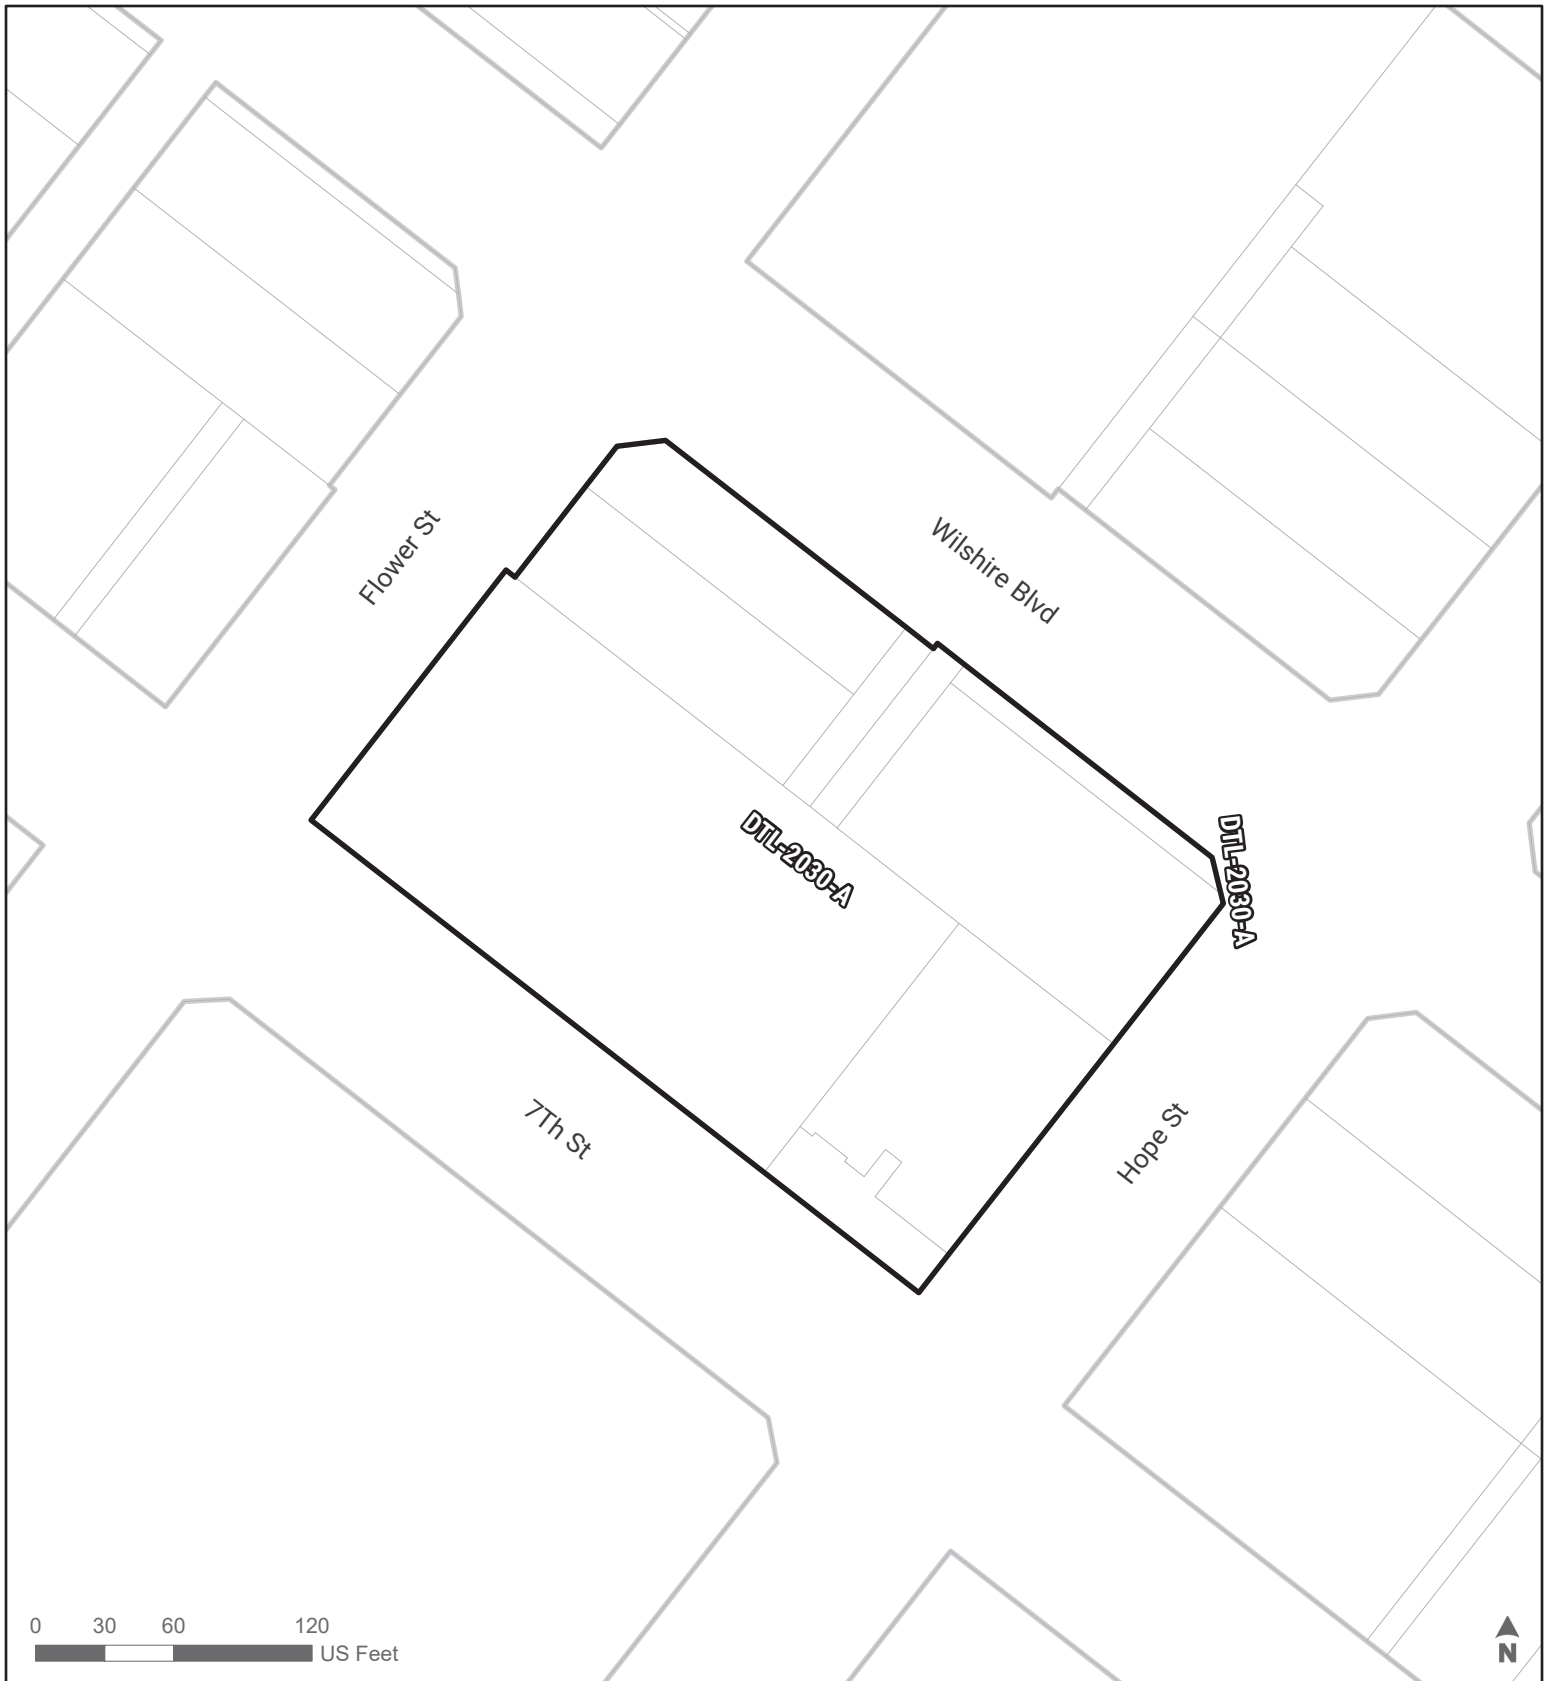 Flower St
Wilshire Blvd
DTL-2030-A
DTL-2030-A
7Th St
Hope St
0 30 60 120
US Feet
N